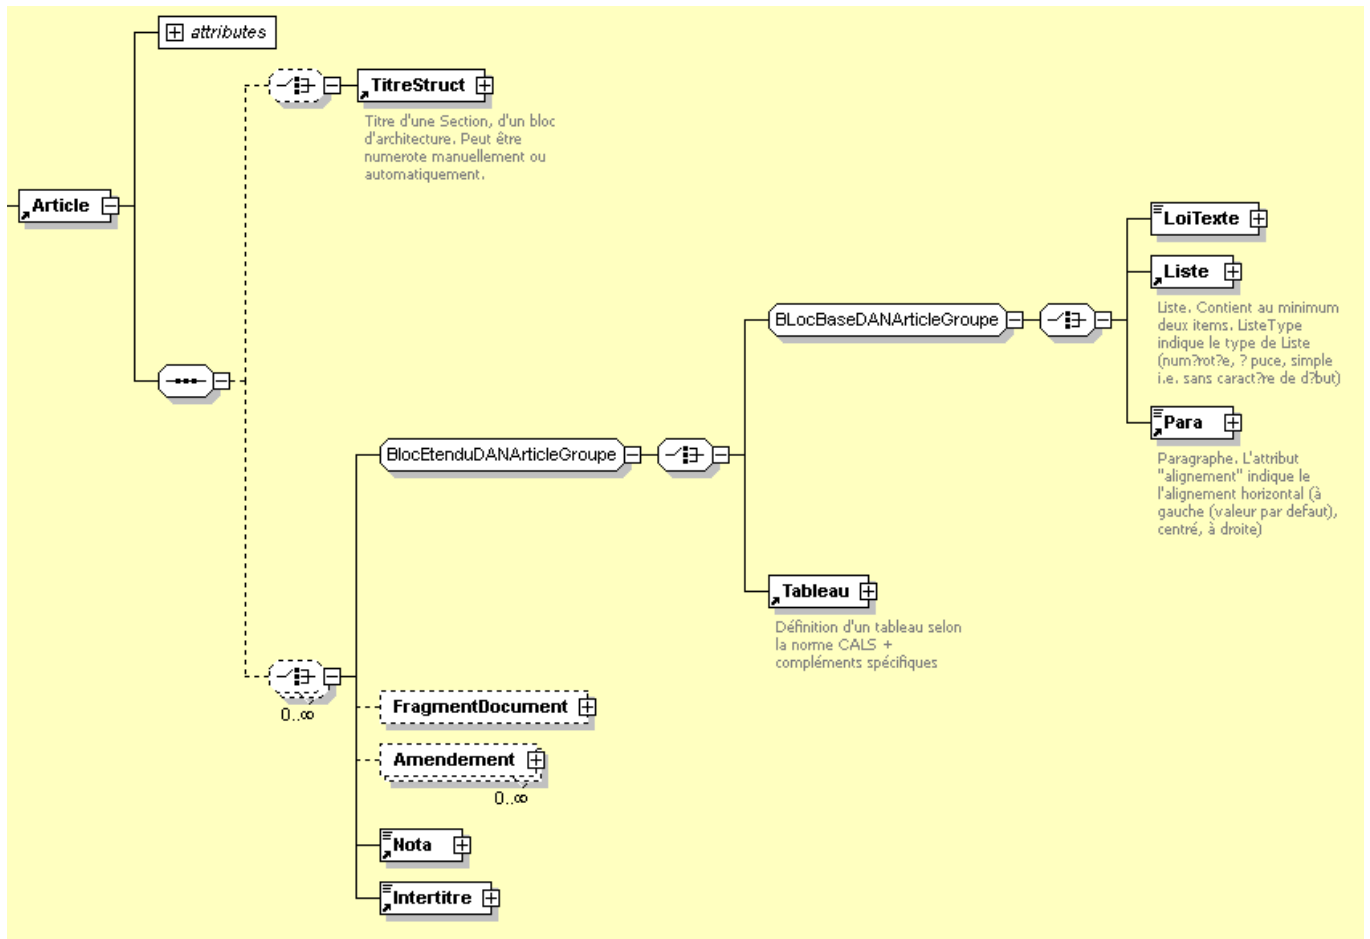 attributes
TitreStruct
Titre d'une Section, d'un bloc
d'architecture. Peut être
numerote manuellement ou
automatiquement.
Article
LoiTexte
Liste
Liste. Contient au minimum
deux items. ListeType
indique le type de Liste
(num?rot?e, ? puce, simple
i.e. sans caract?re de d?but)
BLocBaseDANArticleGroupe
Para
Paragraphe. L'attribut
"alignement" indique le
l'alignement horizontal (à
gauche (valeur par defaut),
centré, à droite)
BlocEtenduDANArticleGroupe
Tableau
Définition d'un tableau selon
la norme CALS +
compléments spécifiques
0..∞
FragmentDocument
Amendement
0..∞
Nota
Intertitre